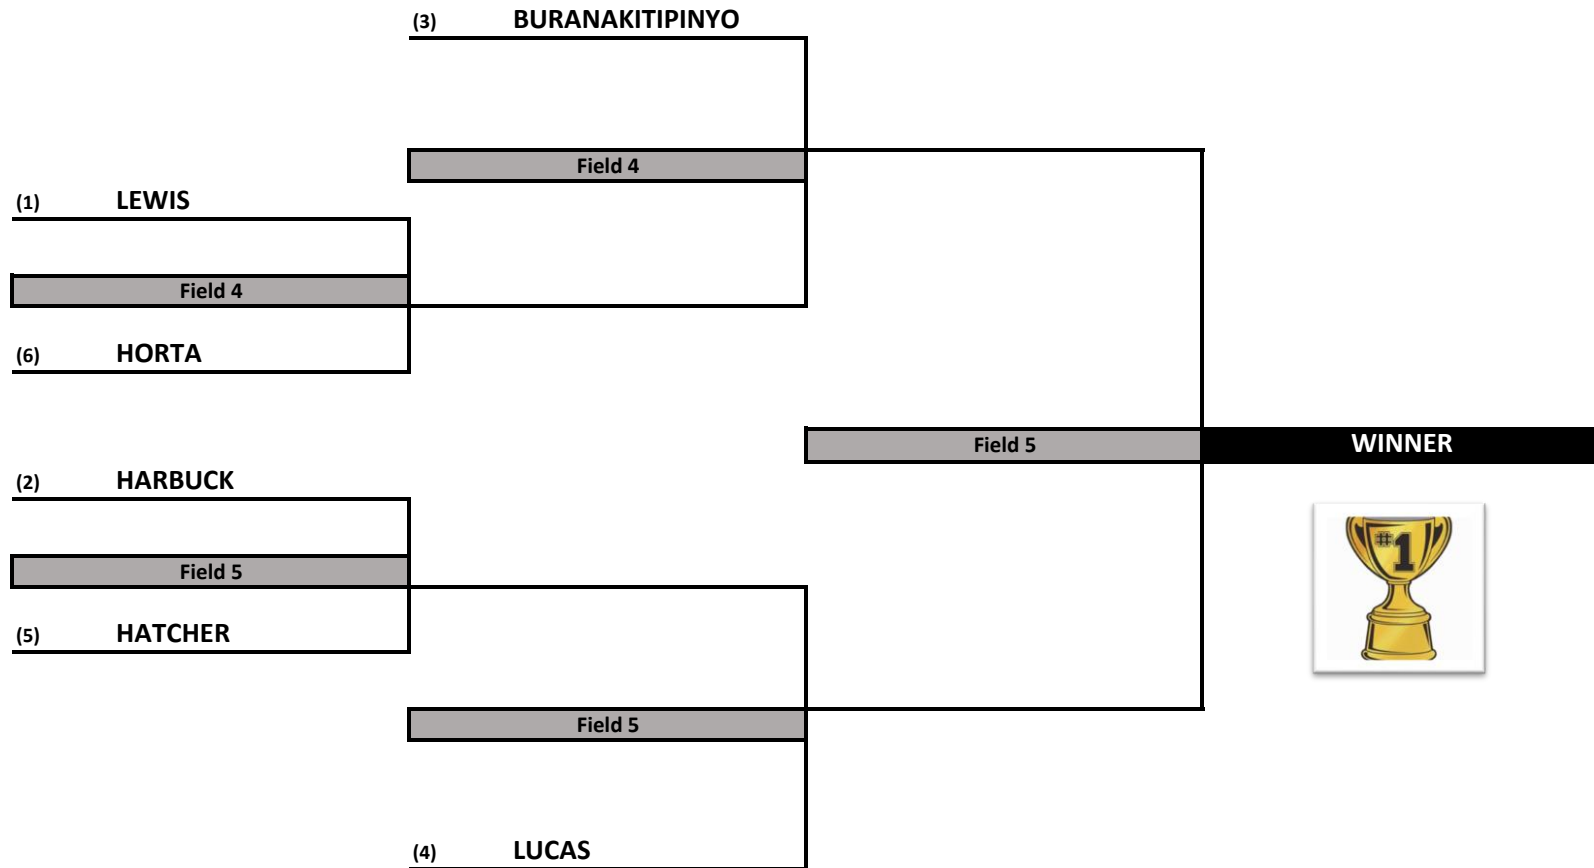 (3) BURANAKITIPINYO
Field 4
(1) LEWIS
Field 4
(6) HORTA
Field 5
WINNER
(2) HARBUCK
#1
Field 5
(5) HATCHER
Field 5
(4) LUCAS